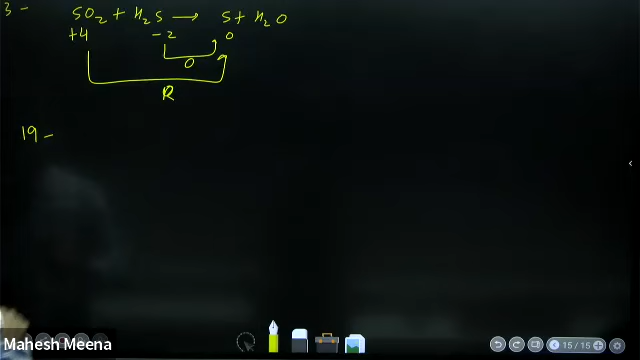 3 - SO2 + H2S → S + H2O
+4 -2 0
O
R
19 -
Mahesh Meena
15 / 15